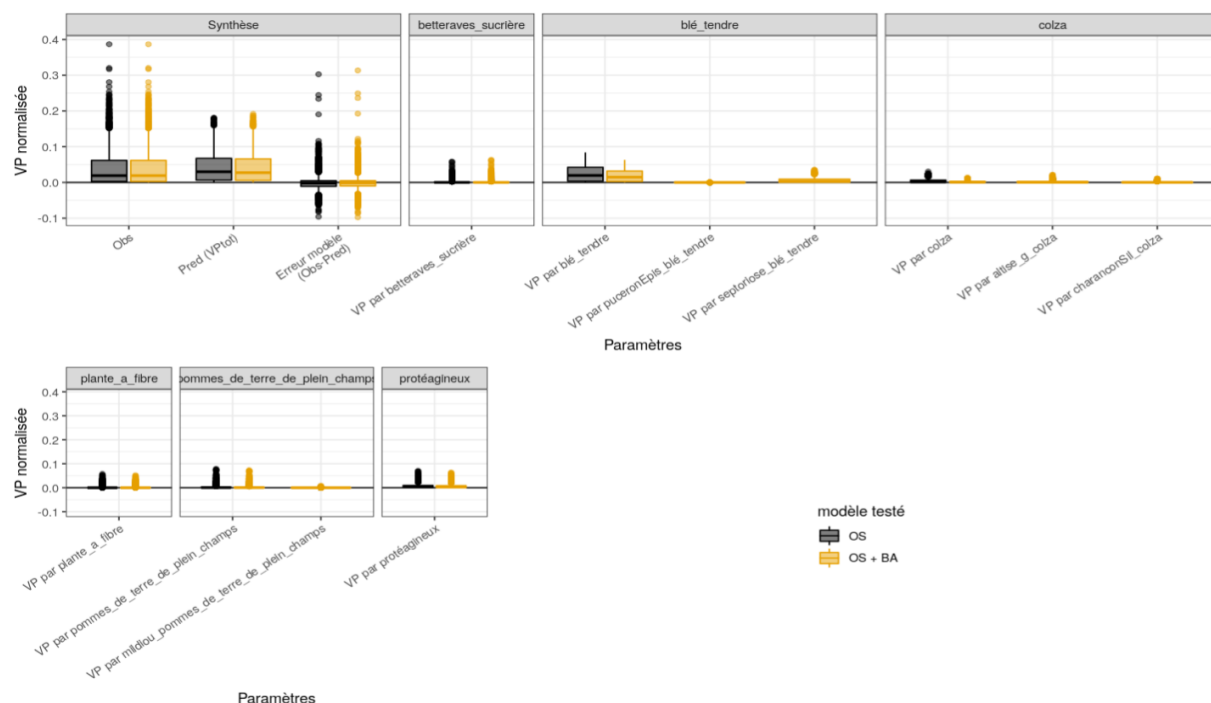 Synthèse
betteraves_sucrière
blé_tendre
colza
VP normalisée
0.4
0.3
0.2
0.1
0.0
-0.1
Obs
Pred (VPtot)
Erreur modèle
(Obs-Pred)
VP par betteraves_sucrière
VP par blé_tendre
VP par puceronEpis_blé_tendre
VP par septoriose_blé_tendre
VP par colza
VP par altise_g_colza
VP par charanconSil_colza
Paramètres
plante_a_fibre
pommes_de_terre_de_plein_champs
protéagineux
VP normalisée
0.4
0.3
0.2
0.1
0.0
-0.1
VP par plante_a_fibre
VP par pommes_de_terre_de_plein_champs
VP par mildiou_pommes_de_terre_de_plein_champs
VP par protéagineux
Paramètres
modèle testé
OS
OS + BA